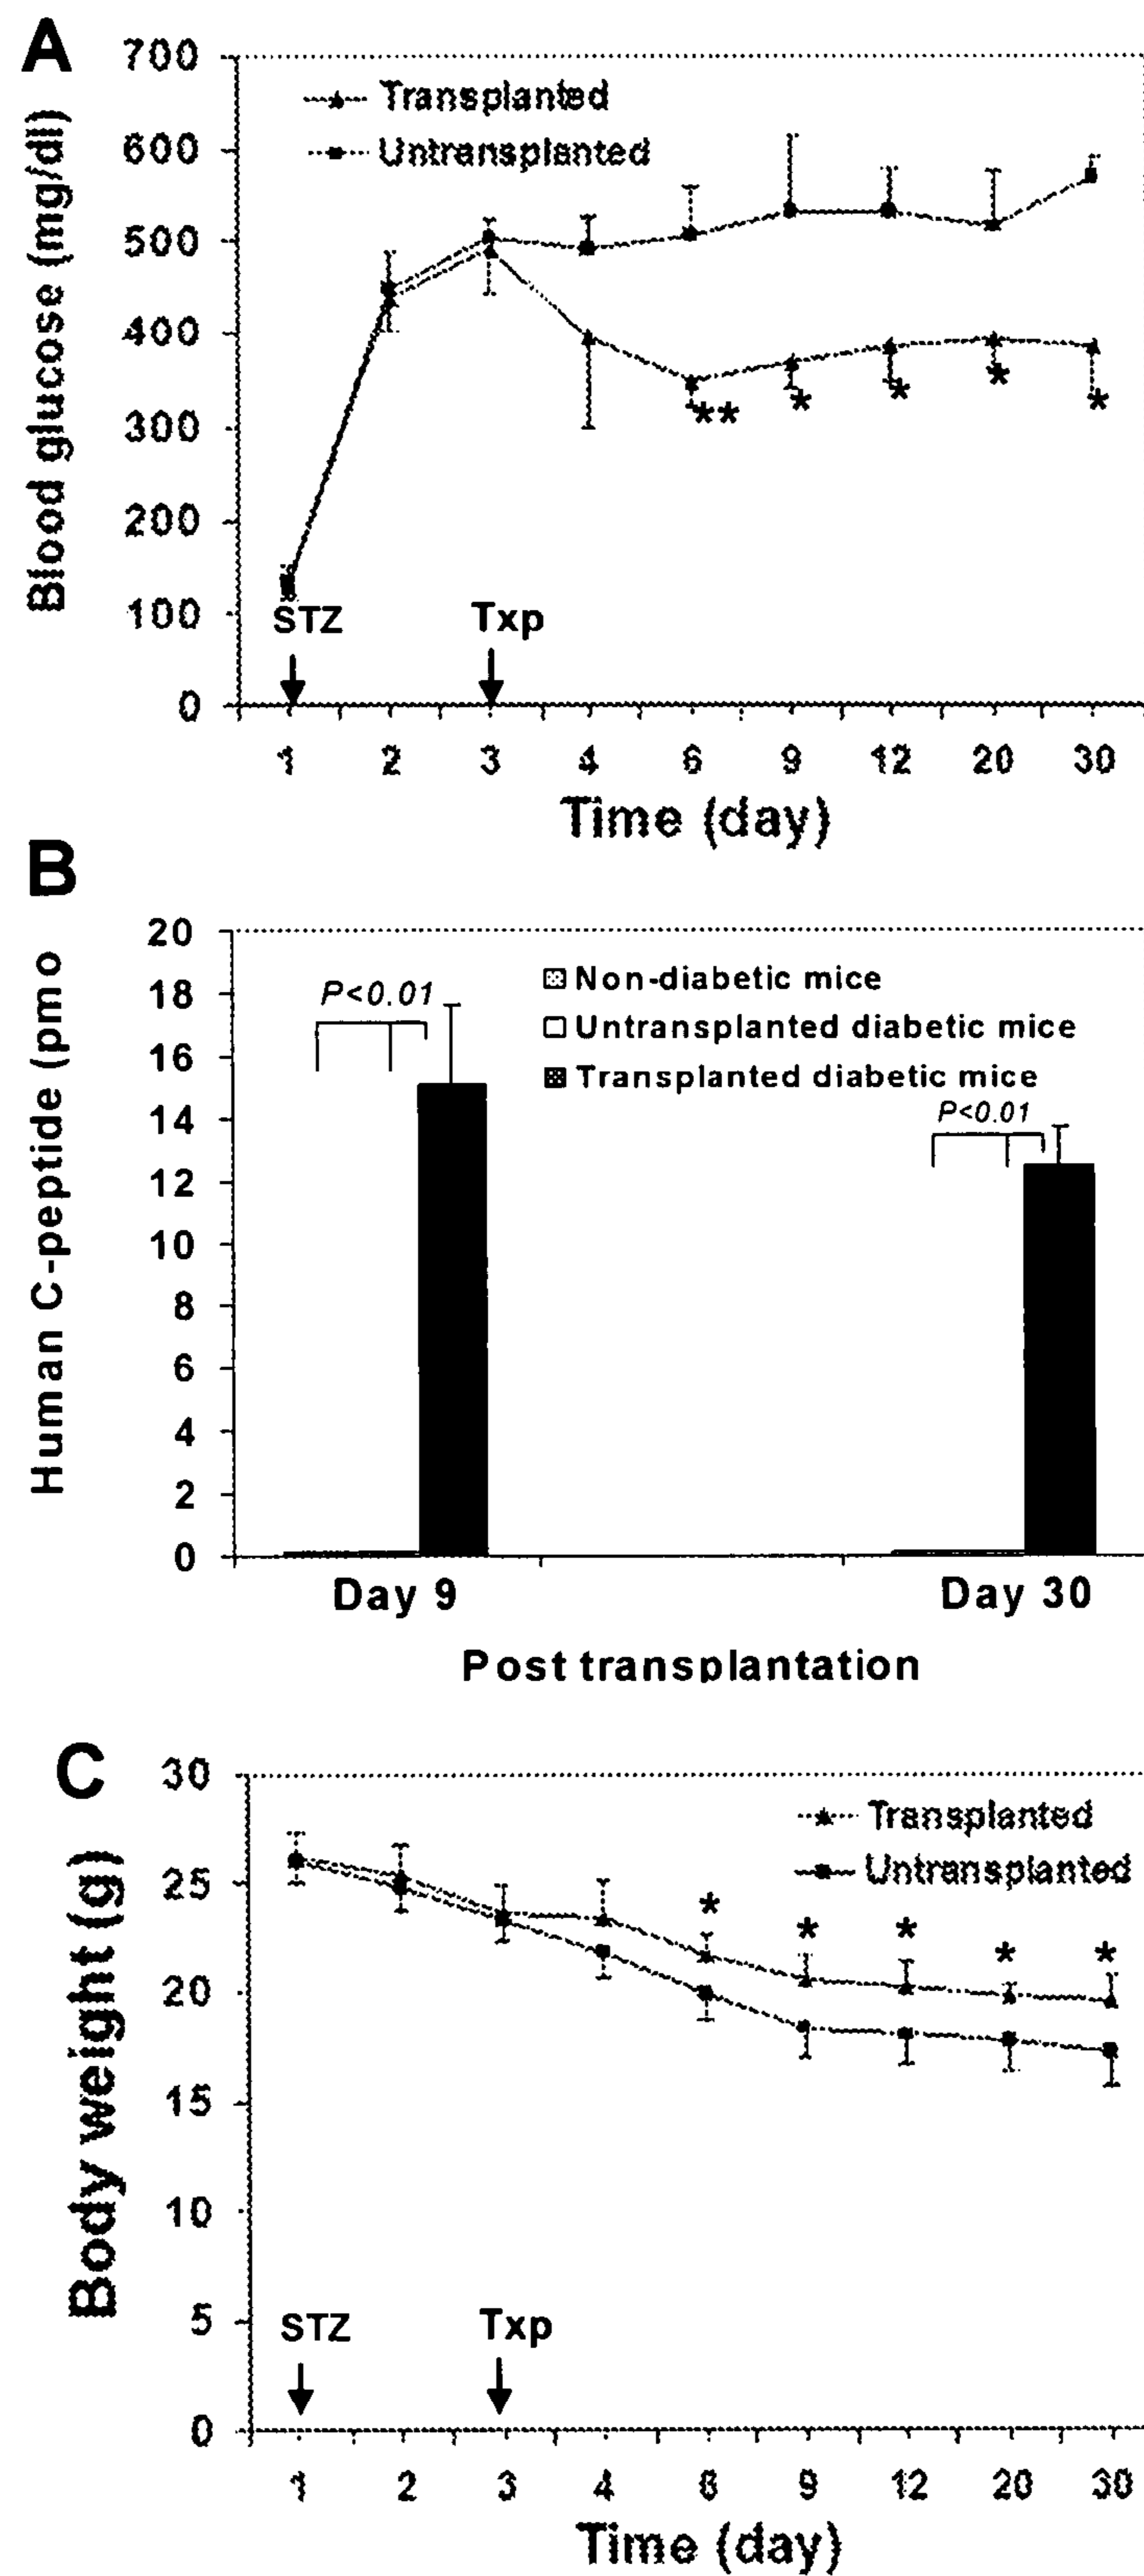 A
700
Transplanted
Untransplanted
600
500
400
300
200
100
0
Blood glucose (mg/dl)
** * * * *
STZ Txp
1 2 3 4 6 9 12 20 30
Time (day)
B
20
18
16
14
12
10
8
6
4
2
0
Human C-peptide (pmo
P<0.01
Non-diabetic mice
Untransplanted diabetic mice
Transplanted diabetic mice
P<0.01
Day 9 Day 30
Post transplantation
C
30
25
20
15
10
5
0
Body weight (g)
Transplanted
Untransplanted
* * * * *
STZ Txp
1 2 3 4 6 9 12 20 30
Time (day)